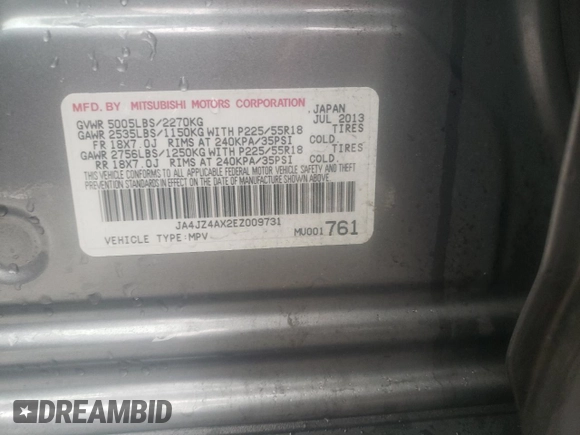 MFD. BY MITSUBISHI MOTORS CORPORATION, JAPAN
GVWR 5005LBS/2270KG JUL 2013
GAWR 2535LBS/1150KG WITH P225/55R18 TIRES
FR 18X7.0J RIMS AT 240KPA/35PSI COLD.
GAWR 2756LBS/1250KG WITH P225/55R18 TIRES
RR 18X7.0J RIMS AT 240KPA/35PSI COLD.
THIS VEHICLE CONFORMS TO ALL APPLICABLE FEDERAL MOTOR VEHICLE SAFETY, BUMPER AND THEFT
PREVENTION STANDARDS IN EFFECT ON THE DATE OF MANUFACTURE SHOWN ABOVE.
JA4JZ4AX2EZ009731
VEHICLE TYPE:MPV MU001 761
DREAMBID